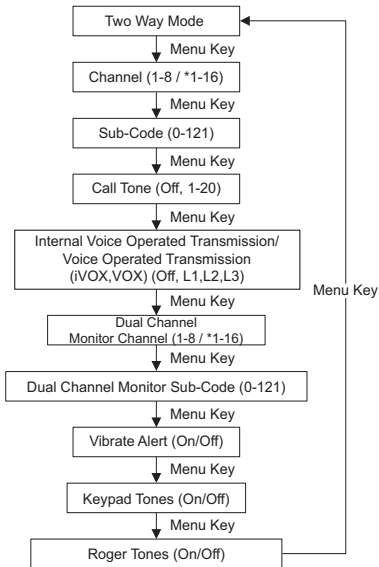 Two Way Mode
Menu Key
Channel (1-8 / *1-16)
Menu Key
Sub-Code (0-121)
Menu Key
Call Tone (Off, 1-20)
Menu Key
Internal Voice Operated Transmission/
Voice Operated Transmission
(iVOX,VOX) (Off, L1,L2,L3)
Menu Key
Menu Key
Dual Channel
Monitor Channel (1-8 / *1-16)
Menu Key
Dual Channel Monitor Sub-Code (0-121)
Menu Key
Vibrate Alert (On/Off)
Menu Key
Keypad Tones (On/Off)
Menu Key
Roger Tones (On/Off)